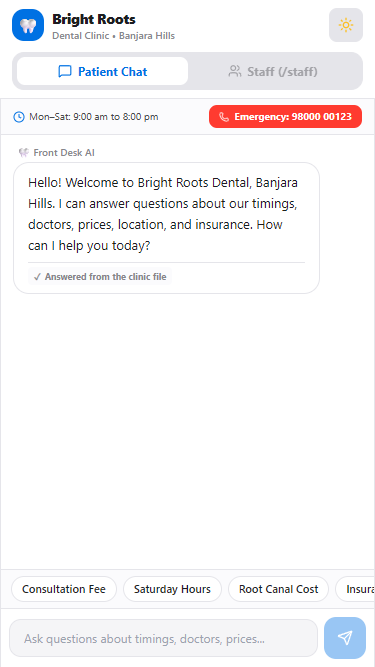 Bright Roots
Dental Clinic • Banjara Hills
Patient Chat
Staff (/staff)
Mon–Sat: 9:00 am to 8:00 pm
Emergency: 98000 00123
Front Desk AI
Hello! Welcome to Bright Roots Dental, Banjara
Hills. I can answer questions about our timings,
doctors, prices, location, and insurance. How
can I help you today?
✓ Answered from the clinic file
Consultation Fee
Saturday Hours
Root Canal Cost
Insura
Ask questions about timings, doctors, prices...